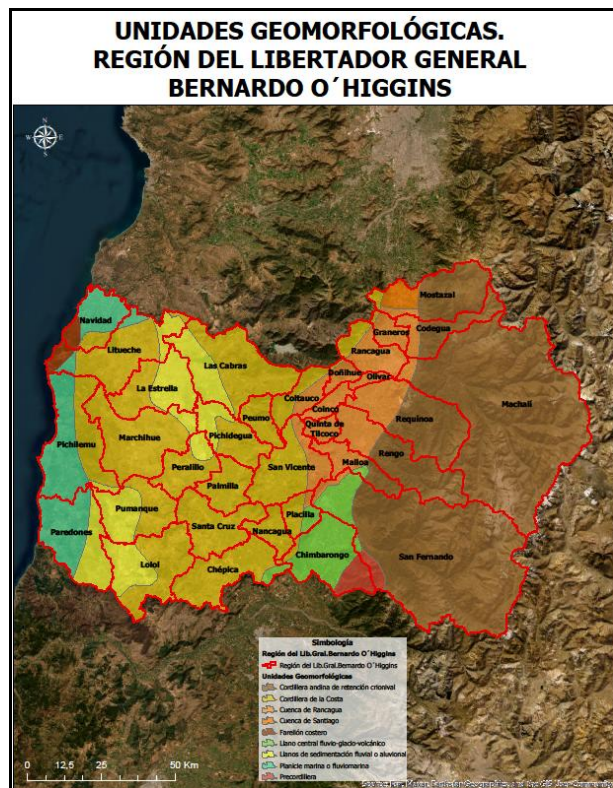 UNIDADES GEOMORFOLÓGICAS.
REGIÓN DEL LIBERTADOR GENERAL
BERNARDO O´HIGGINS
N
W
E
S
Mostazal
Navidad
Graneros
Codegua
Litueche
Rancagua
Las Cabras
Doñihue
Olivar
La Estrella
Coltauco
Machalí
Coinco
Requinoa
Peumo
Quinta de
Tilcoco
Pichilemu
Marchihue
Pichidegua
Rengo
Malloa
Peralillo
San Vicente
Palmilla
Pumanque
Placilla
Paredones
Santa Cruz
Nancagua
Chimbarongo
San Fernando
Lolol
Chépica
Simbología
Región del Lib.Gral.Bernardo O´Higgins
Región del Lib.Gral.Bernardo O´Higgins
Unidades Geomorfológicas
Cordillera andina de retención crionival
Cordillera de la Costa
Cuenca de Rancagua
Cuenca de Santiago
Farellón costero
Llano central fluvio-glacio-volcánico
Llanos de sedimentación fluvial o aluvional
Planicie marina o fluviomarina
Precordillera
0 12,5 25 50 Km